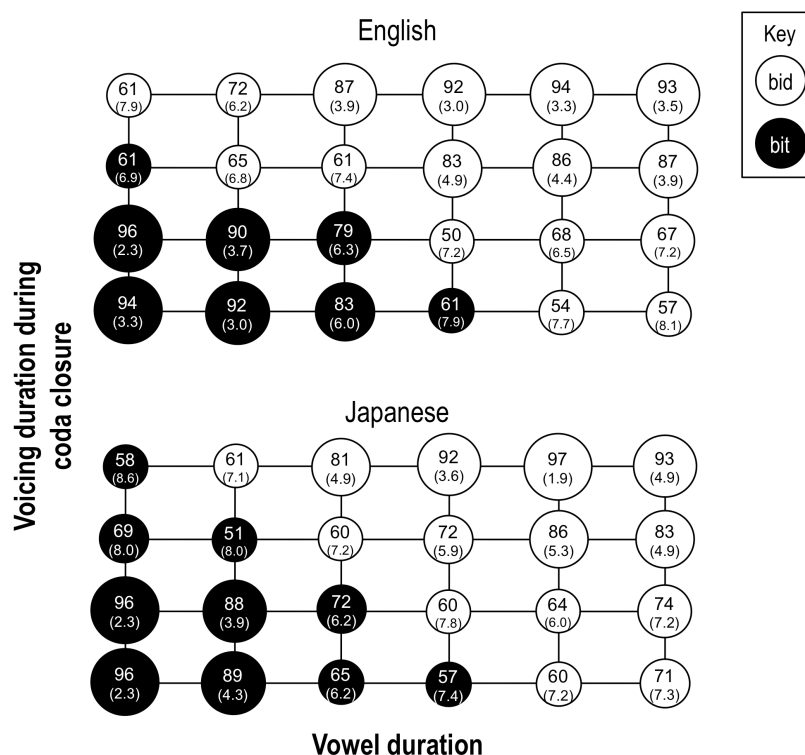 English
Key
bid
bit
61 72 87 92 94 93
(7.9) (6.2) (3.9) (3.0) (3.3) (3.5)
61 65 61 83 86 87
(6.9) (6.8) (7.4) (4.9) (4.4) (3.9)
96 90 79 50 68 67
(2.3) (3.7) (6.3) (7.2) (6.5) (7.2)
94 92 83 61 54 57
(3.3) (3.0) (6.0) (7.9) (7.7) (8.1)
Voicing duration during
coda closure
Japanese
58 61 81 92 97 93
(8.6) (7.1) (4.9) (3.6) (1.9) (4.9)
69 51 60 72 86 83
(8.0) (8.0) (7.2) (5.9) (5.3) (4.9)
96 88 72 60 64 74
(2.3) (3.9) (6.2) (7.8) (6.0) (7.2)
96 89 65 57 60 71
(2.3) (4.3) (6.2) (7.4) (7.2) (7.3)
Vowel duration